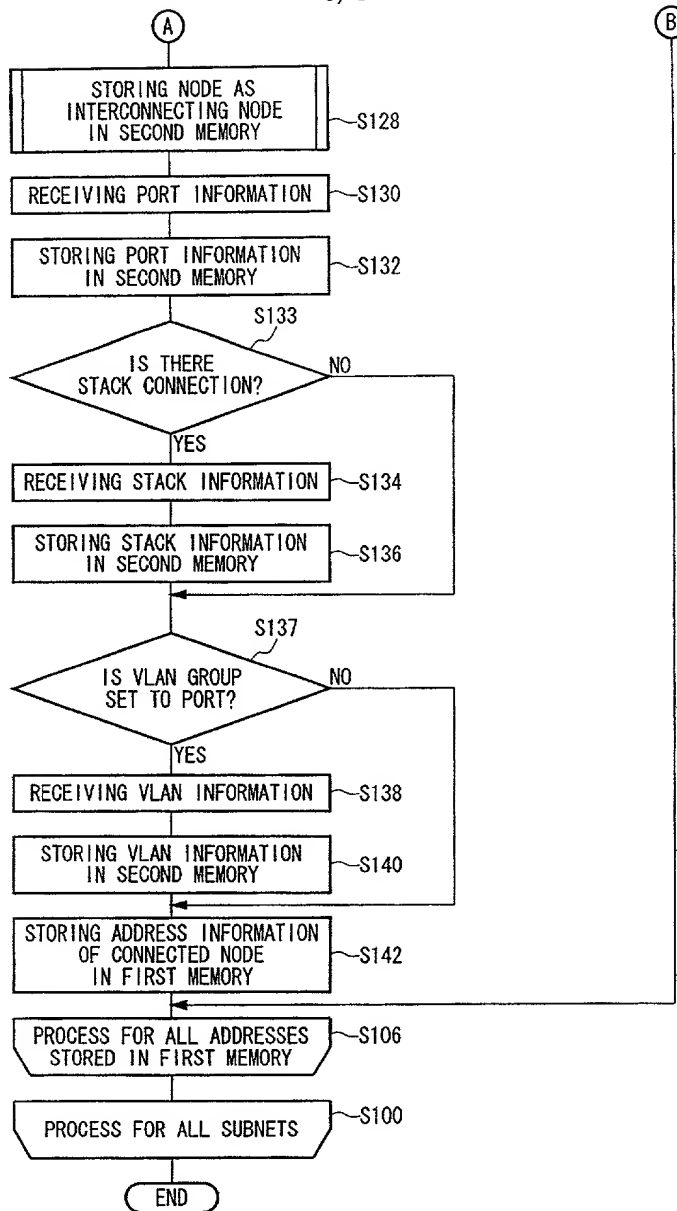 A
B
STORING NODE AS
INTERCONNECTING NODE
IN SECOND MEMORY
S128
RECEIVING PORT INFORMATION
S130
STORING PORT INFORMATION
IN SECOND MEMORY
S132
S133
IS THERE
STACK CONNECTION?
NO
YES
RECEIVING STACK INFORMATION
S134
STORING STACK INFORMATION
IN SECOND MEMORY
S136
S137
IS VLAN GROUP
SET TO PORT?
NO
YES
RECEIVING VLAN INFORMATION
S138
STORING VLAN INFORMATION
IN SECOND MEMORY
S140
STORING ADDRESS INFORMATION
OF CONNECTED NODE
IN FIRST MEMORY
S142
PROCESS FOR ALL ADDRESSES
STORED IN FIRST MEMORY
S106
PROCESS FOR ALL SUBNETS
S100
END